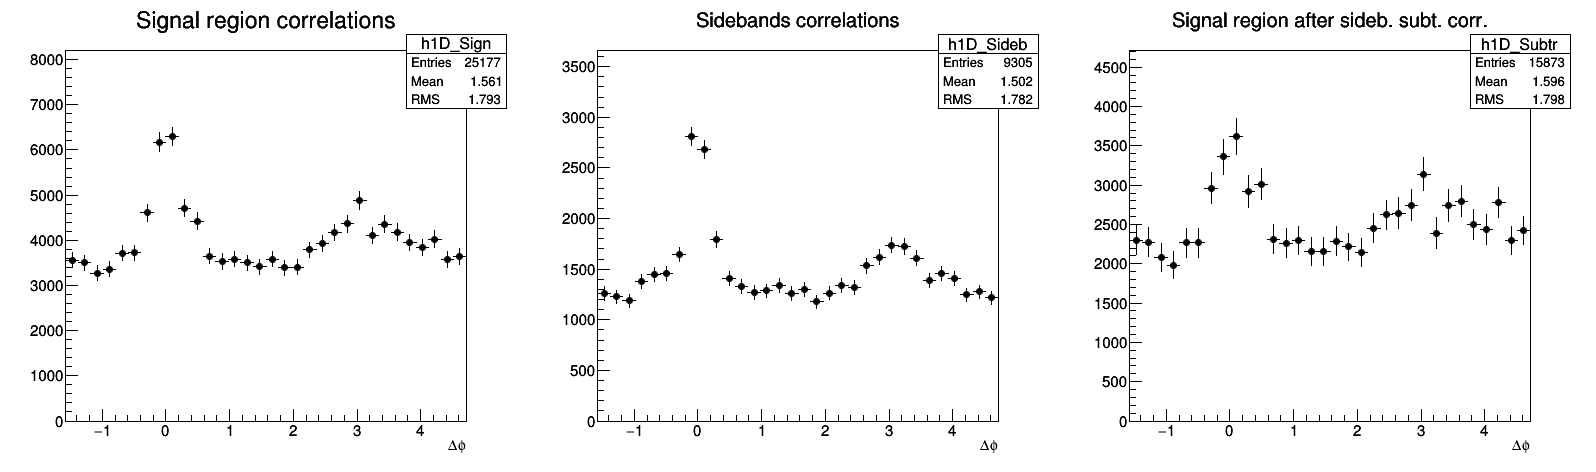 Signal region correlations
h1D_Sign
Entries 25177
Mean 1.561
RMS 1.793
8000
7000
6000
5000
4000
3000
2000
1000
0
−1 0 1 2 3 4
Δϕ
Sidebands correlations
h1D_Sideb
Entries 9305
Mean 1.502
RMS 1.782
3500
3000
2500
2000
1500
1000
500
0
−1 0 1 2 3 4
Δϕ
Signal region after sideb. subt. corr.
h1D_Subtr
Entries 15873
Mean 1.596
RMS 1.798
4500
4000
3500
3000
2500
2000
1500
1000
500
0
−1 0 1 2 3 4
Δϕ